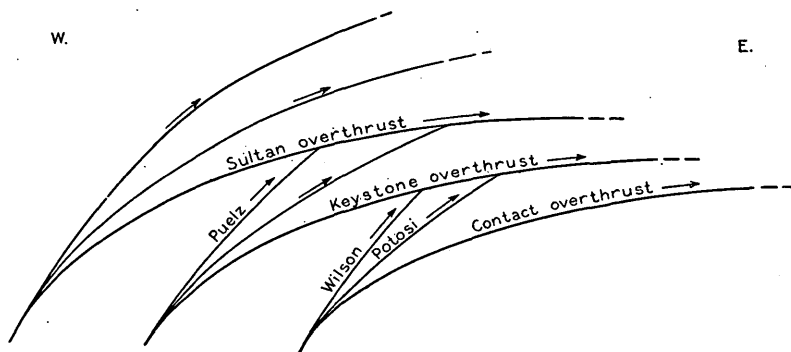 W.
E.
Sultan overthrust
Keystone overthrust
Puelz
Contact overthrust
Wilson
Potosi